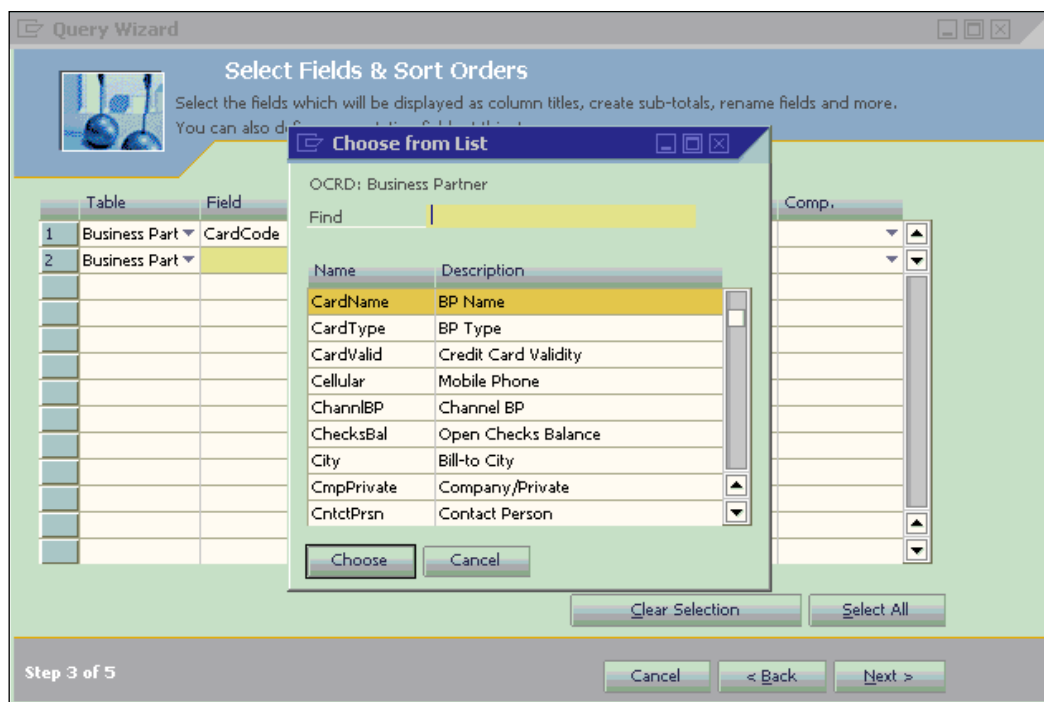 Query Wizard
Select Fields & Sort Orders
Select the fields which will be displayed as column titles, create sub-totals, rename fields and more.
You can also
Choose from List
OCRD: Business Partner
Find
Table Field Comp.
1 Business Part CardCode
2 Business Part
Name Description
CardName BP Name
CardType BP Type
CardValid Credit Card Validity
Cellular Mobile Phone
ChannlBP Channel BP
ChecksBal Open Checks Balance
City Bill-to City
CmpPrivate Company/Private
CntctPrsn Contact Person
Choose Cancel
Clear Selection Select All
Step 3 of 5 Cancel < Back Next >